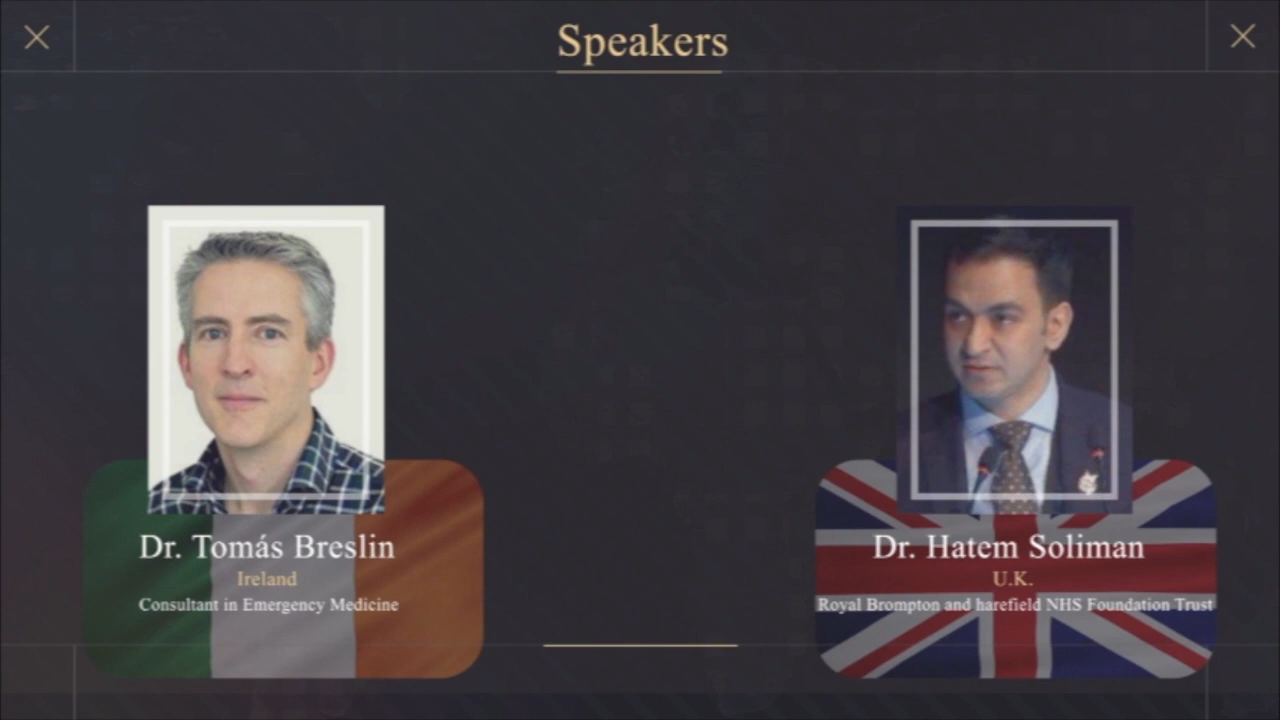 Speakers
Dr. Tomás Breslin
Ireland
Consultant in Emergency Medicine
Dr. Hatem Soliman
U.K.
Royal Brompton and harefield NHS Foundation Trust